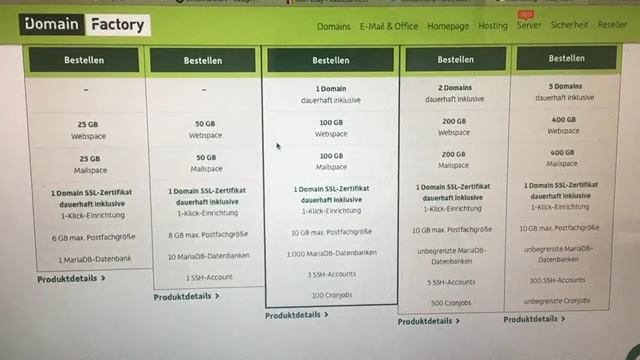 Domain Factory
Domains E-Mail & Office Homepage Hosting Server Sicherheit Reseller
NEU
Bestellen
–
25 GB
Webspace
25 GB
Mailspace
1 Domain SSL-Zertifikat
dauerhaft inklusive
1-Klick-Einrichtung
6 GB max. Postfachgröße
1 MariaDB-Datenbank
Produktdetails >
Bestellen
–
50 GB
Webspace
50 GB
Mailspace
1 Domain SSL-Zertifikat
dauerhaft inklusive
1-Klick-Einrichtung
8 GB max. Postfachgröße
10 MariaDB-Datenbanken
1 SSH-Account
Produktdetails >
Bestellen
1 Domain
dauerhaft inklusive
100 GB
Webspace
100 GB
Mailspace
1 Domain SSL-Zertifikat
dauerhaft inklusive
1-Klick-Einrichtung
10 GB max. Postfachgröße
1.000 MariaDB-Datenbanken
3 SSH-Accounts
100 Cronjobs
Produktdetails >
Bestellen
2 Domains
dauerhaft inklusive
200 GB
Webspace
200 GB
Mailspace
1 Domain SSL-Zertifikat
dauerhaft inklusive
1-Klick-Einrichtung
10 GB max. Postfachgröße
unbegrenzte MariaDB-
Datenbanken
5 SSH-Accounts
500 Cronjobs
Produktdetails >
Bestellen
5 Domains
dauerhaft inklusive
400 GB
Webspace
400 GB
Mailspace
1 Domain SSL-Zertifikat
dauerhaft inklusive
1-Klick-Einrichtung
10 GB max. Postfachgröße
unbegrenzte MariaDB-
Datenbanken
100 SSH-Accounts
unbegrenzte Cronjobs
Produktdetails >